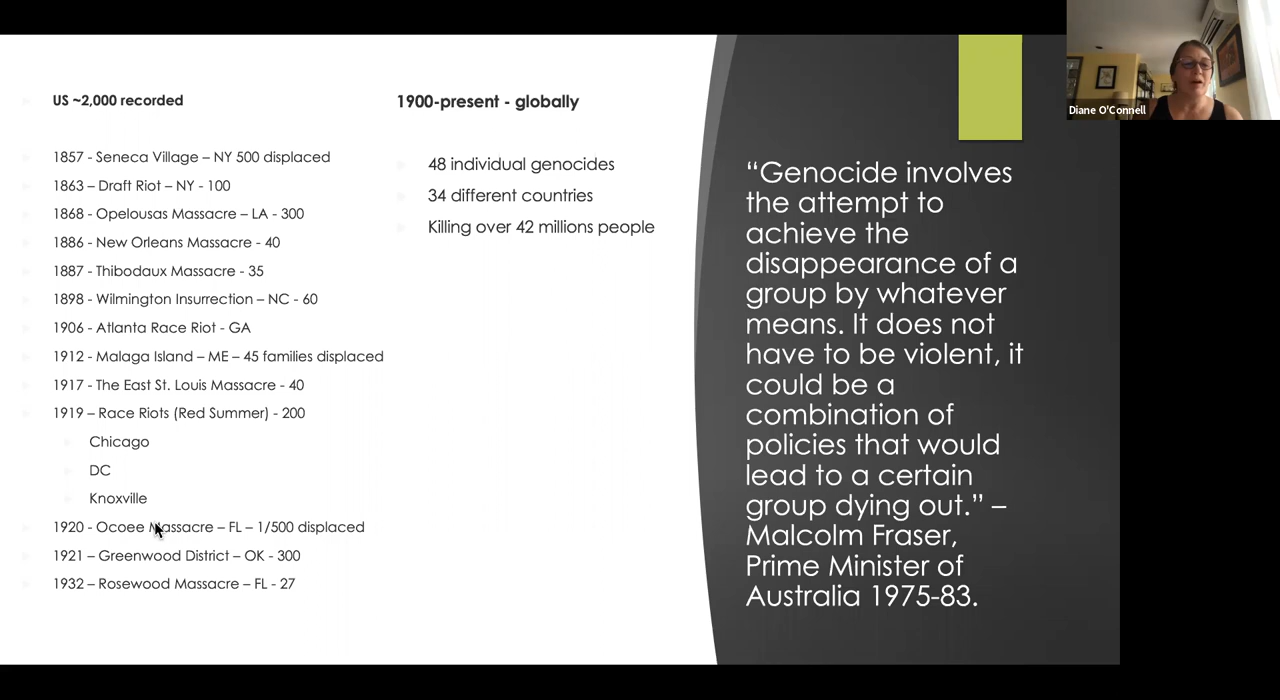 US ~2,000 recorded
1857 - Seneca Village – NY 500 displaced
1863 – Draft Riot – NY - 100
1868 - Opelousas Massacre – LA - 300
1886 - New Orleans Massacre - 40
1887 - Thibodaux Massacre - 35
1898 - Wilmington Insurrection – NC - 60
1906 - Atlanta Race Riot - GA
1912 - Malaga Island – ME – 45 families displaced
1917 - The East St. Louis Massacre - 40
1919 – Race Riots (Red Summer) - 200
Chicago
DC
Knoxville
1920 - Ocoee Massacre – FL – 1/500 displaced
1921 – Greenwood District – OK - 300
1932 – Rosewood Massacre – FL - 27
1900-present - globally
48 individual genocides
34 different countries
Killing over 42 millions people
“Genocide involves
the attempt to
achieve the
disappearance of a
group by whatever
means. It does not
have to be violent, it
could be a
combination of
policies that would
lead to a certain
group dying out.” –
Malcolm Fraser,
Prime Minister of
Australia 1975-83.
Diane O'Connell